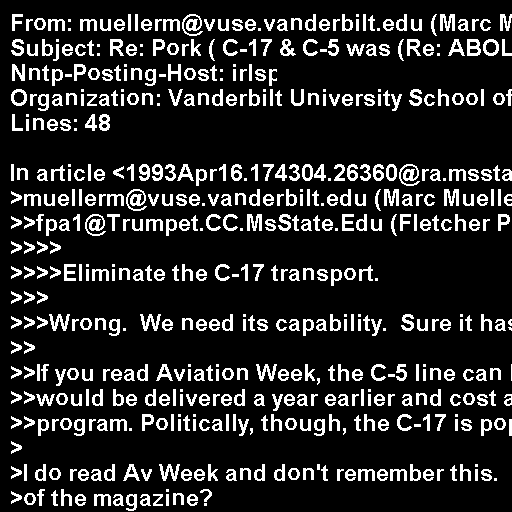 From: muellerm@vuse.vanderbilt.edu (Marc M
Subject: Re: Pork ( C-17 & C-5 was (Re: ABOL
Nntp-Posting-Host: irlsp
Organization: Vanderbilt University School of
Lines: 48

In article <1993Apr16.174304.26360@ra.mssta
>muellerm@vuse.vanderbilt.edu (Marc Muelle
>>fpa1@Trumpet.CC.MsState.Edu (Fletcher P
>>>>
>>>>Eliminate the C-17 transport.
>>>
>>>Wrong.  We need its capability.  Sure it has
>>
>>If you read Aviation Week, the C-5 line can
>>would be delivered a year earlier and cost a
>>program. Politically, though, the C-17 is pop
>
>I do read Av Week and don't remember this.
>of the magazine?